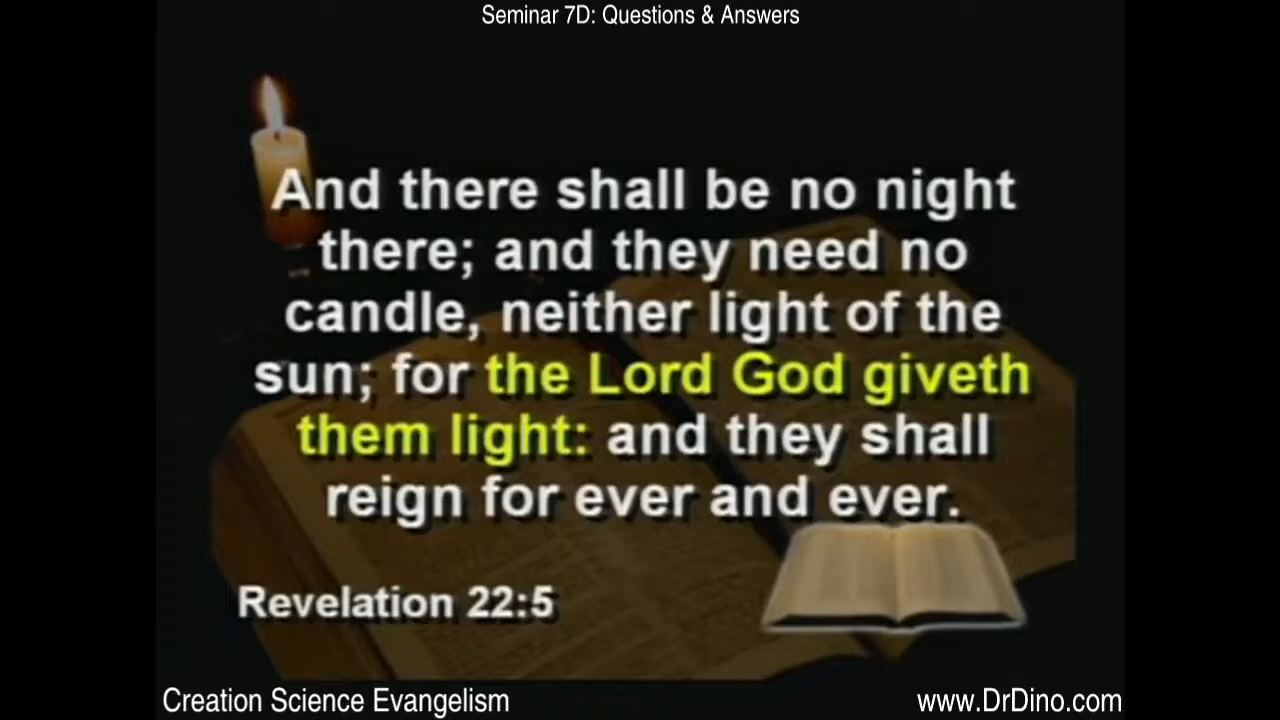 Seminar 7D: Questions & Answers
And there shall be no night
there; and they need no
candle, neither light of the
sun; for the Lord God giveth
them light: and they shall
reign for ever and ever.
Revelation 22:5
Creation Science Evangelism
www.DrDino.com